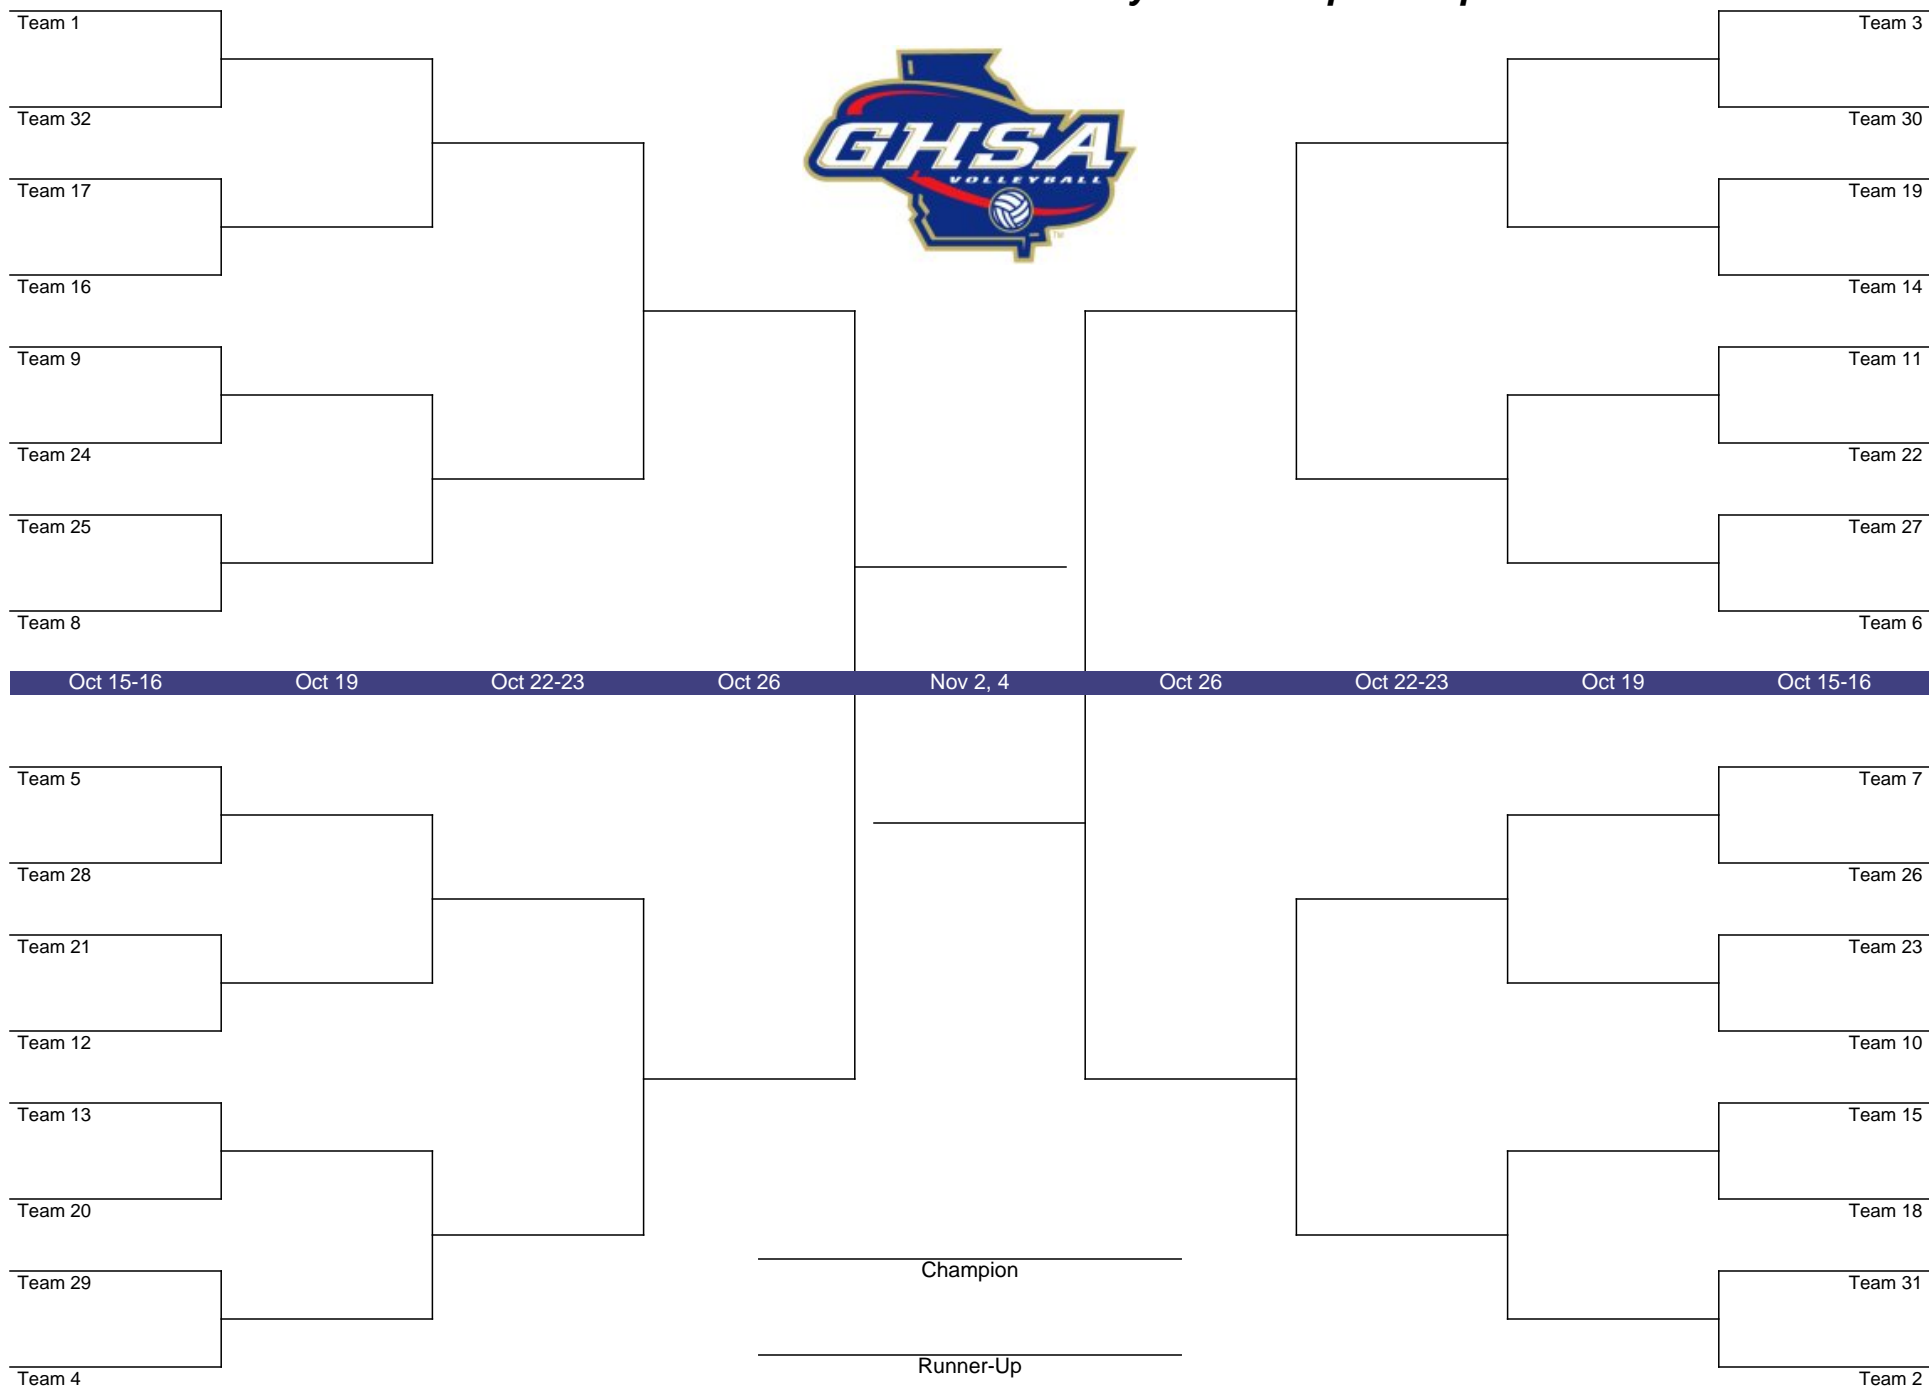 Team 1
Team 32
Team 17
Team 16
Team 9
Team 24
Team 25
Team 8
GHSA
VOLLEYBALL
TM
Team 3
Team 30
Team 19
Team 14
Team 11
Team 22
Team 27
Team 6
Oct 15-16 Oct 19 Oct 22-23 Oct 26 Nov 2, 4 Oct 26 Oct 22-23 Oct 19 Oct 15-16
Team 5
Team 28
Team 21
Team 12
Team 13
Team 20
Team 29
Team 4
Champion
Runner-Up
Team 7
Team 26
Team 23
Team 10
Team 15
Team 18
Team 31
Team 2